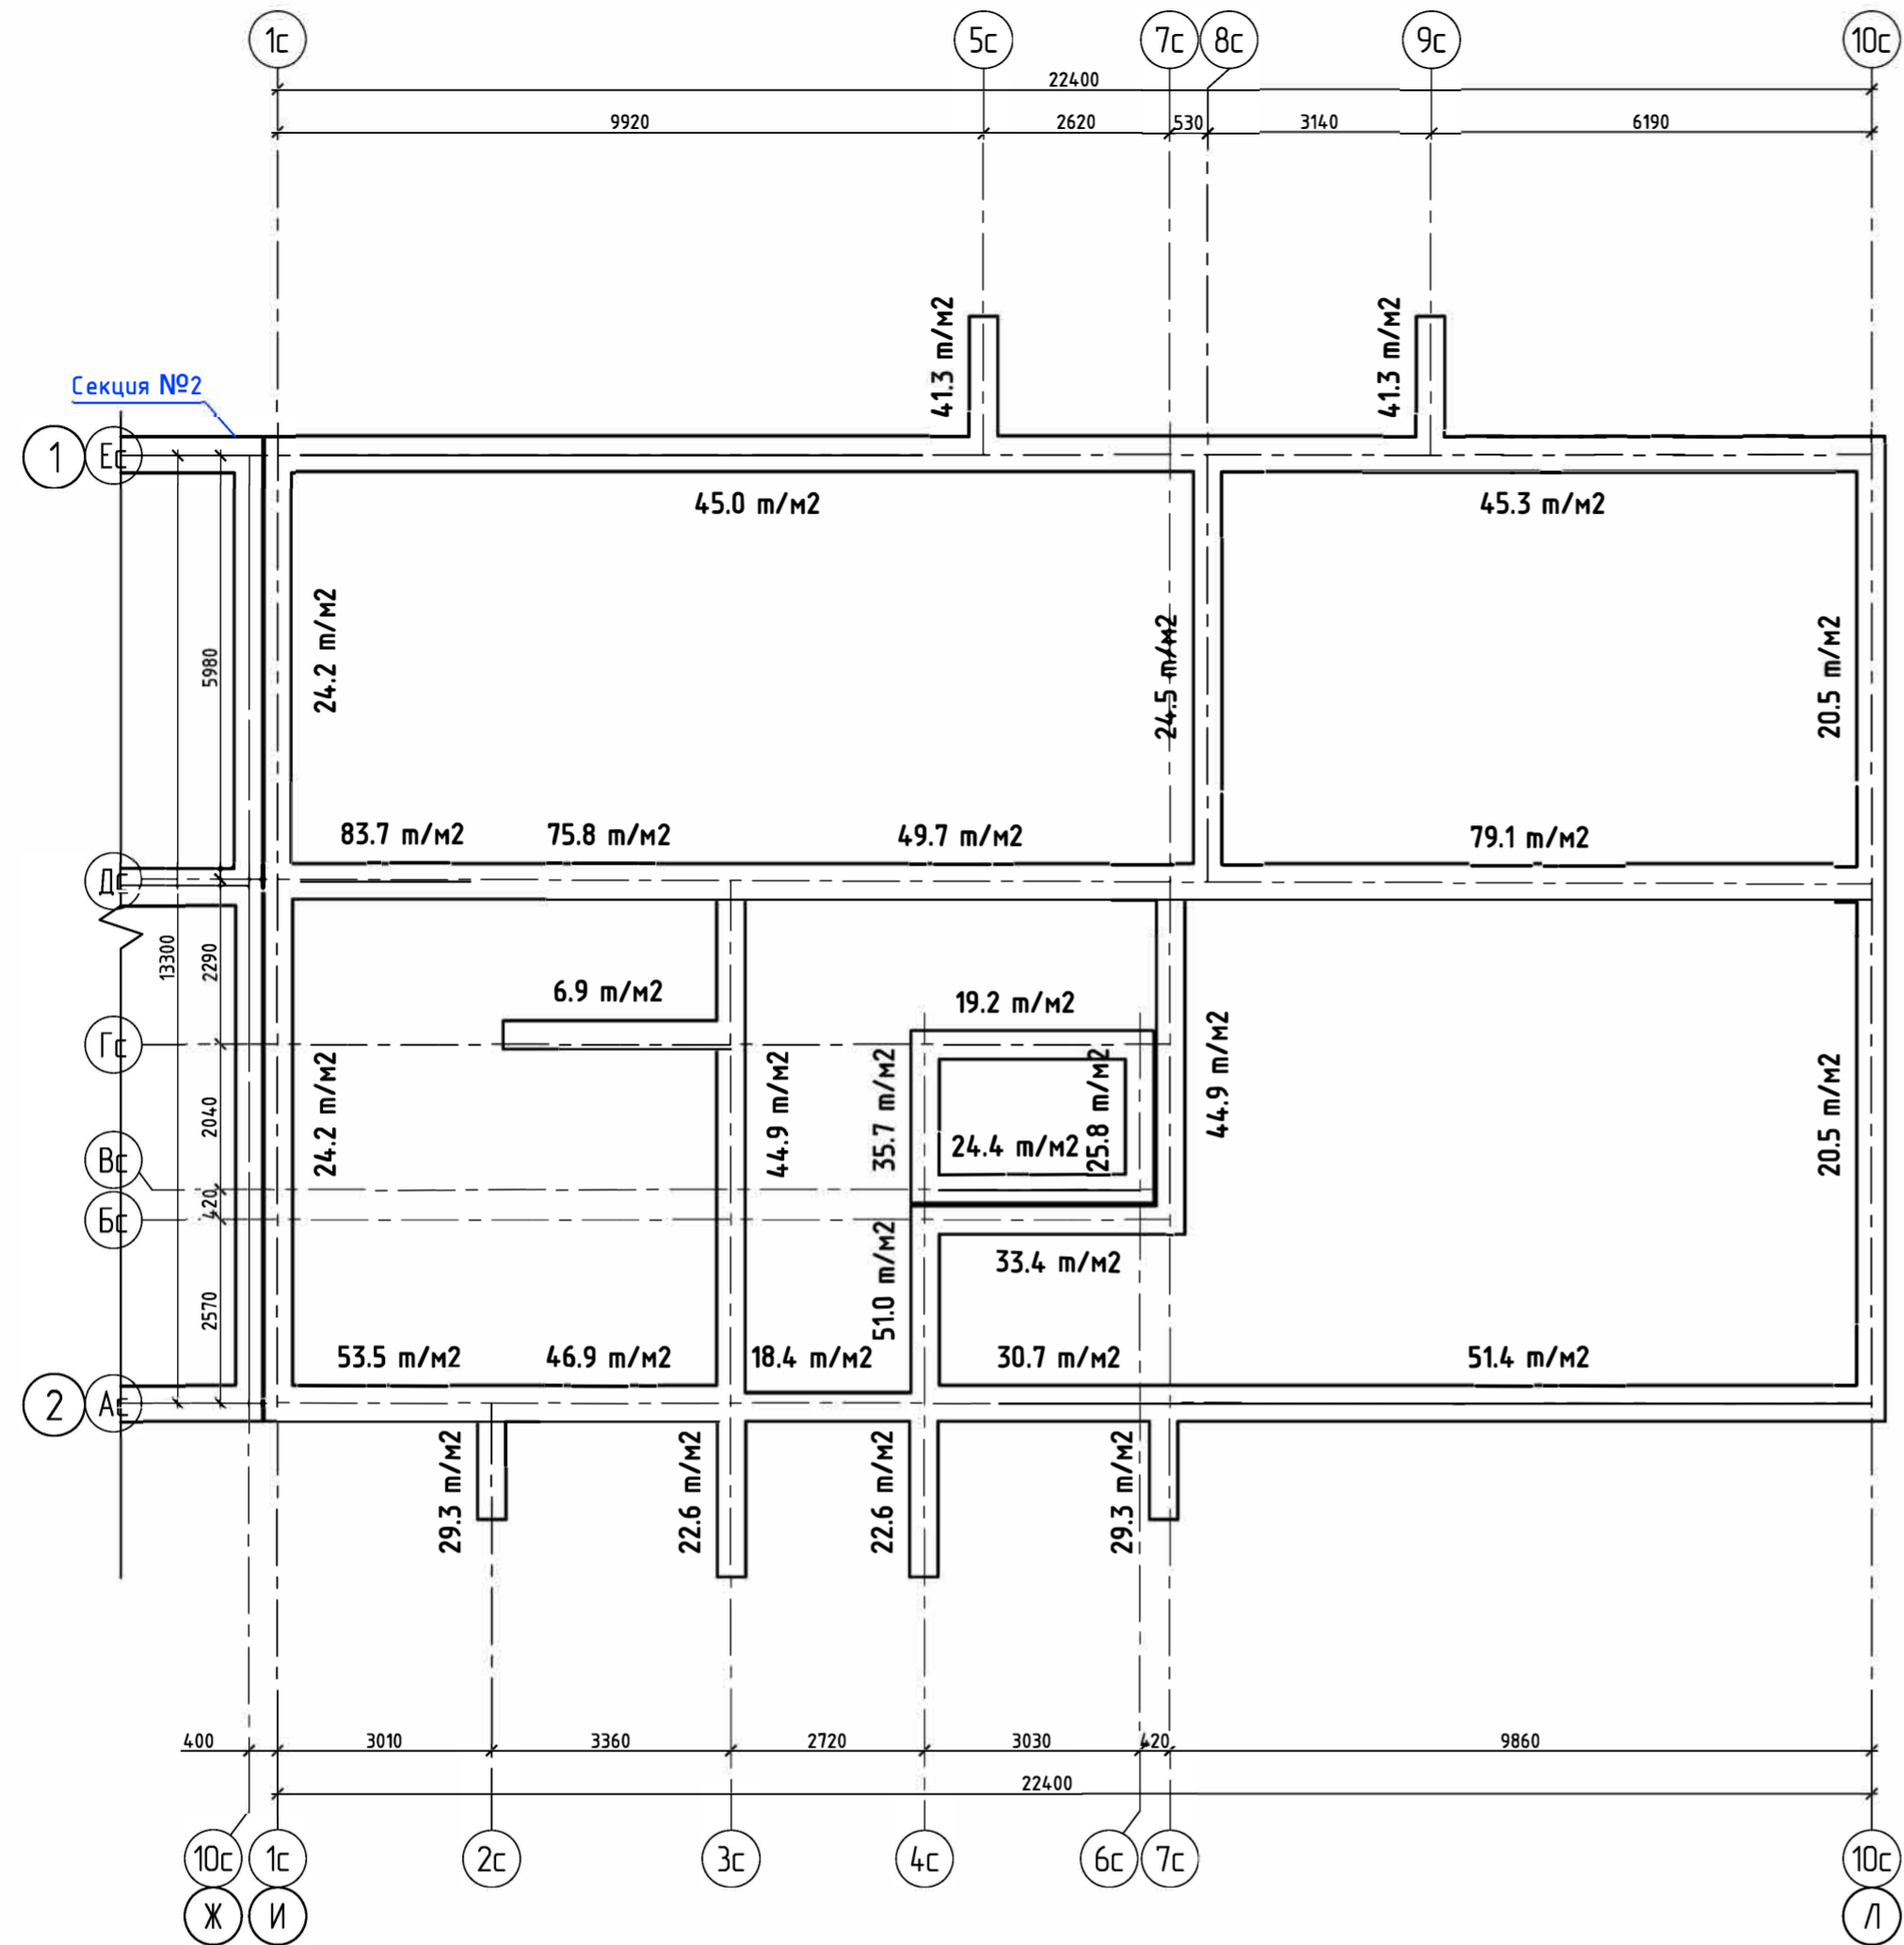 1с 5с 7с 8с 9с 10с
22400
9920 2620 530 3140 6190
41.3 т/м2
41.3 т/м2
Секция №2
1 Ес
45.0 т/м2 45.3 т/м2
24.2 т/м2
24.5 т/м2
20.5 т/м2
5980
83.7 т/м2 75.8 т/м2 49.7 т/м2 79.1 т/м2
Дс
13300
2290
6.9 т/м2 19.2 т/м2
Гс
24.2 т/м2
44.9 т/м2
35.7 т/м2
25.8 т/м2
44.9 т/м2
20.5 т/м2
2040
24.4 т/м2
Вс
420
Бс
51.0 т/м2
33.4 т/м2
2570
53.5 т/м2 46.9 т/м2 18.4 т/м2 30.7 т/м2 51.4 т/м2
2 Ас
29.3 т/м2
22.6 т/м2
22.6 т/м2
29.3 т/м2
400 3010 3360 2720 3030 420 9860
22400
10с 1с 2с 3с 4с 6с 7с 10с
Ж И Л